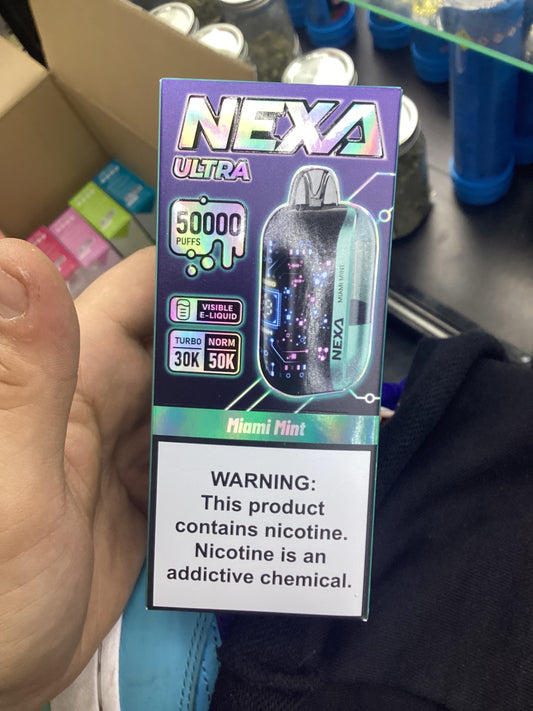 NEXA
ULTRA
50000
PUFFS
VISIBLE
E-LIQUID
TURBO NORM
30K 50K
NEXA
MIAMI MINT
Miami Mint
WARNING:
This product
contains nicotine.
Nicotine is an
addictive chemical.